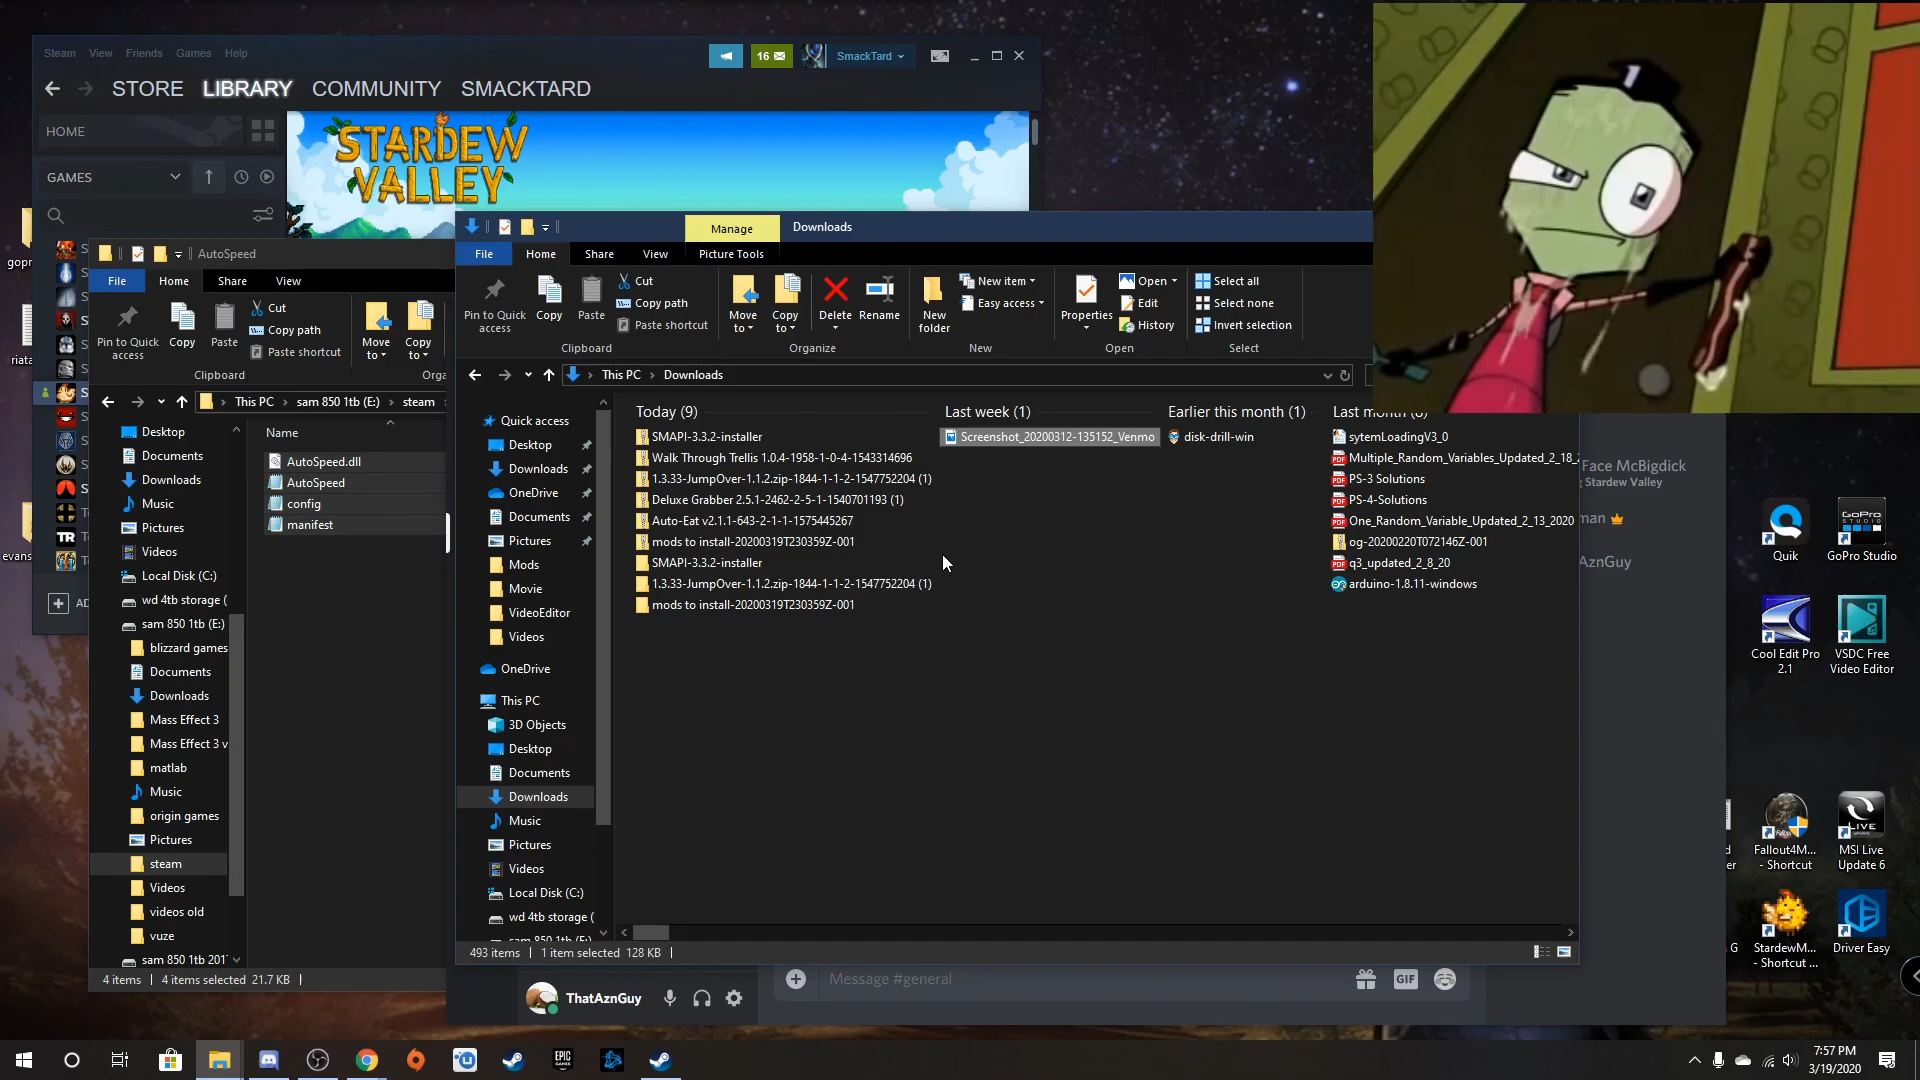 Steam View Friends Games Help
16
SmackTard
STORE LIBRARY COMMUNITY SMACKTARD
HOME
GAMES
STARDEW
VALLEY
AutoSpeed
File Home Share View
Cut
Copy path
Paste shortcut
Pin to Quick access
Copy
Paste
Move to
Copy to
Clipboard
This PC > sam 850 1tb (E:) > steam
Desktop
Documents
Downloads
Music
Pictures
Videos
Local Disk (C:)
wd 4tb storage (
sam 850 1tb (E:)
blizzard games
Documents
Downloads
Mass Effect 3
Mass Effect 3 v
matlab
Music
origin games
Pictures
steam
Videos
videos old
vuze
sam 850 1tb 201
Name
AutoSpeed.dll
AutoSpeed
config
manifest
4 items
4 items selected 21.7 KB
Manage
Downloads
File Home Share View Picture Tools
Pin to Quick access
Copy
Paste
Cut
Copy path
Paste shortcut
Clipboard
Move to
Copy to
Delete
Rename
Organize
New folder
New item
Easy access
New
Properties
Open
Edit
History
Open
Select all
Select none
Invert selection
Select
This PC > Downloads
Quick access
Desktop
Downloads
OneDrive
Documents
Pictures
Mods
Movie
VideoEditor
Videos
OneDrive
This PC
3D Objects
Desktop
Documents
Downloads
Music
Pictures
Videos
Local Disk (C:)
wd 4tb storage (
Today (9)
SMAPI-3.3.2-installer
Walk Through Trellis 1.0.4-1958-1-0-4-1543314696
1.3.33-JumpOver-1.1.2.zip-1844-1-1-2-1547752204 (1)
Deluxe Grabber 2.5.1-2462-2-5-1-1540701193 (1)
Auto-Eat v2.1.1-643-2-1-1-1575445267
mods to install-20200319T230359Z-001
SMAPI-3.3.2-installer
1.3.33-JumpOver-1.1.2.zip-1844-1-1-2-1547752204 (1)
mods to install-20200319T230359Z-001
Last week (1)
Screenshot_20200312-135152_Venmo
Earlier this month (1)
disk-drill-win
sytemLoadingV3_0
Multiple_Random_Variables_Updated_2_18_2
PS-3 Solutions
PS-4-Solutions
One_Random_Variable_Updated_2_13_2020
og-20200220T072146Z-001
q3_updated_2_8_20
arduino-1.8.11-windows
493 items
1 item selected 128 KB
Face McBigdick
Stardew Valley
man
AznGuy
ThatAznGuy
Message #general
GIF
gopr
riata
evans
Quik
GoPro Studio
Cool Edit Pro 2.1
VSDC Free Video Editor
Fallout4M... - Shortcut
MSI Live Update 6
StardewM... - Shortcut ...
Driver Easy
7:57 PM
3/19/2020